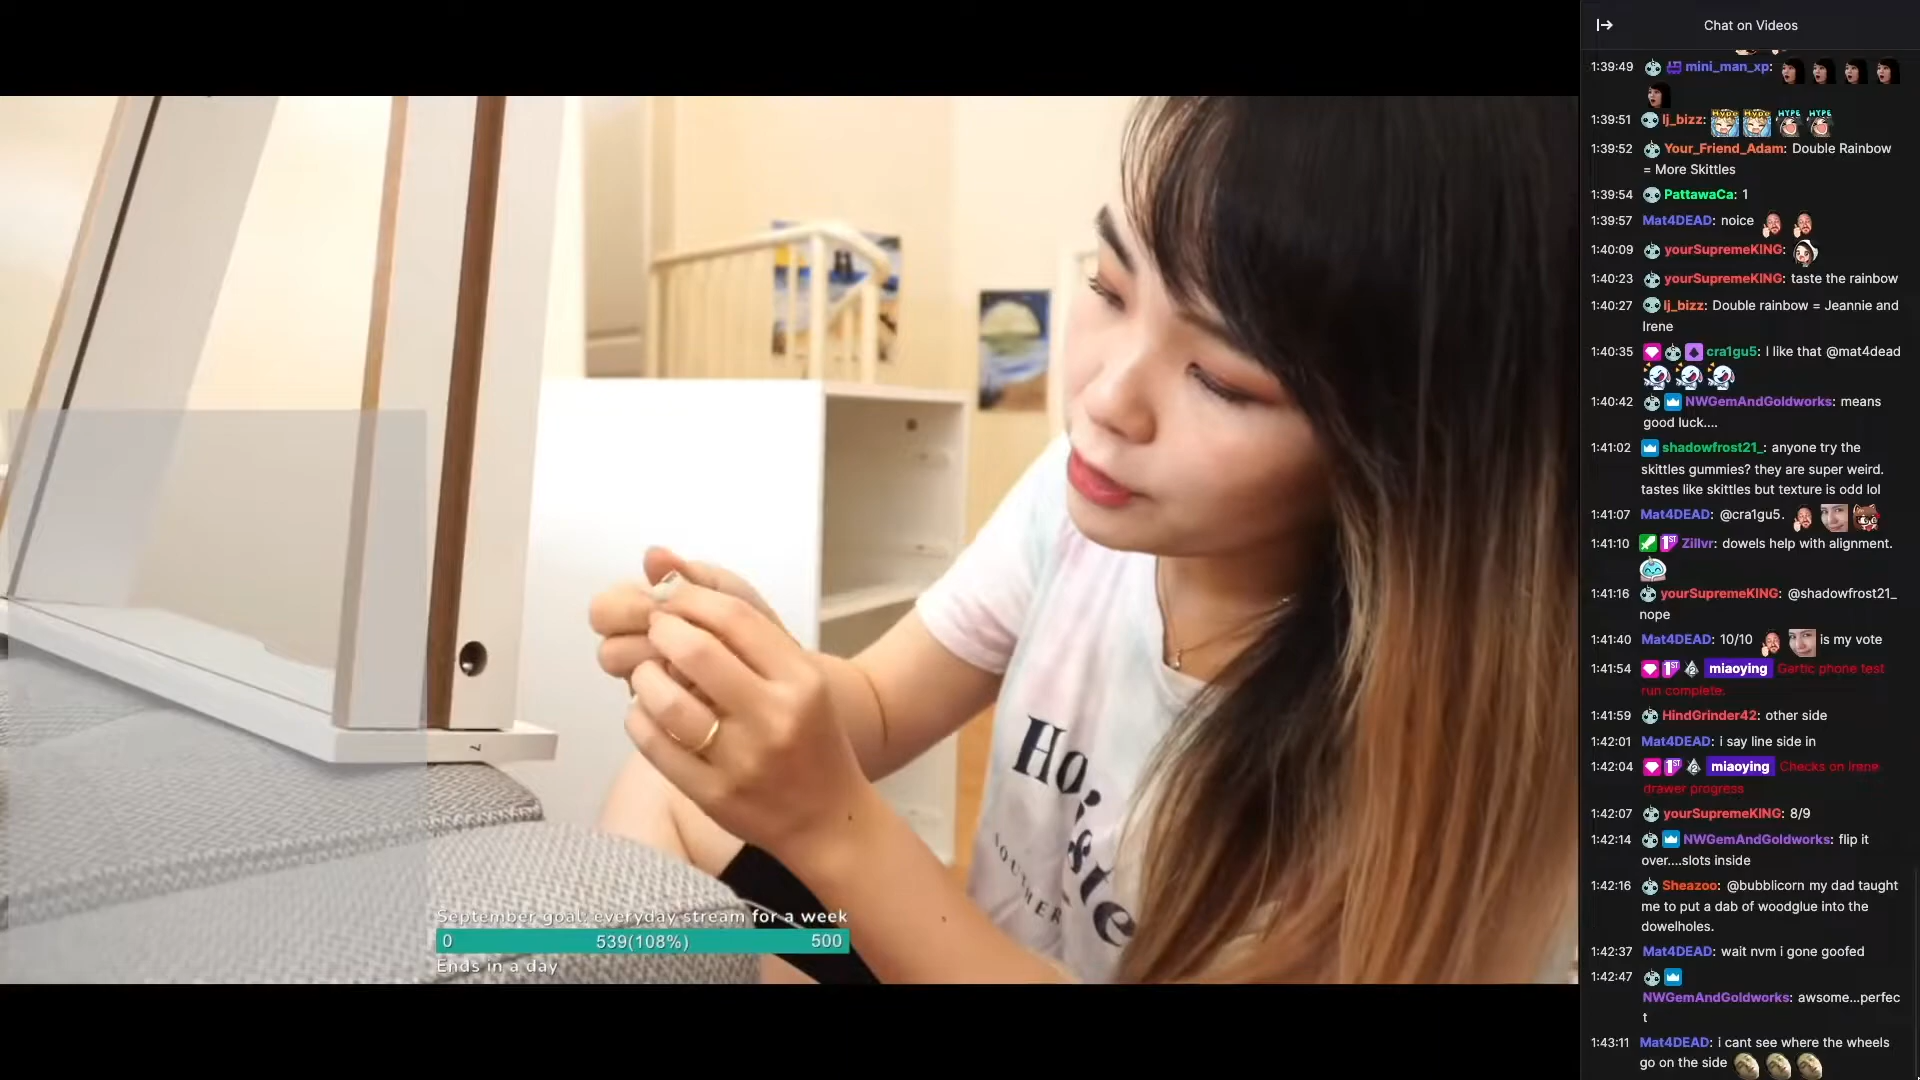 Chat on Videos
1:39:49 mini_man_xp:
1:39:51 lj_bizz:
1:39:52 Your_Friend_Adam: Double Rainbow
= More Skittles
1:39:54 PattawaCa: 1
1:39:57 Mat4DEAD: noice
1:40:09 yourSupremeKING:
1:40:23 yourSupremeKING: taste the rainbow
1:40:27 lj_bizz: Double rainbow = Jeannie and
Irene
1:40:35 cra1gu5: I like that @mat4dead
1:40:42 NWGemAndGoldworks: means
good luck....
1:41:02 shadowfrost21_: anyone try the
skittles gummies? they are super weird.
tastes like skittles but texture is odd lol
1:41:07 Mat4DEAD: @cra1gu5.
1:41:10 Zillvr: dowels help with alignment.
1:41:16 yourSupremeKING: @shadowfrost21_
nope
1:41:40 Mat4DEAD: 10/10 is my vote
1:41:54 miaoying Gartic phone test
run complete.
1:41:59 HindGrinder42: other side
1:42:01 Mat4DEAD: i say line side in
1:42:04 miaoying Checks on Irene
drawer progress
1:42:07 yourSupremeKING: 8/9
1:42:14 NWGemAndGoldworks: flip it
over....slots inside
1:42:16 Sheazoo: @bubblicorn my dad taught
me to put a dab of woodglue into the
dowelholes.
1:42:37 Mat4DEAD: wait nvm i gone goofed
1:42:47
NWGemAndGoldworks: awsome...perfec
t
1:43:11 Mat4DEAD: i cant see where the wheels
go on the side
September goal: everyday stream for a week
0 539(108%) 500
Ends in a day
7